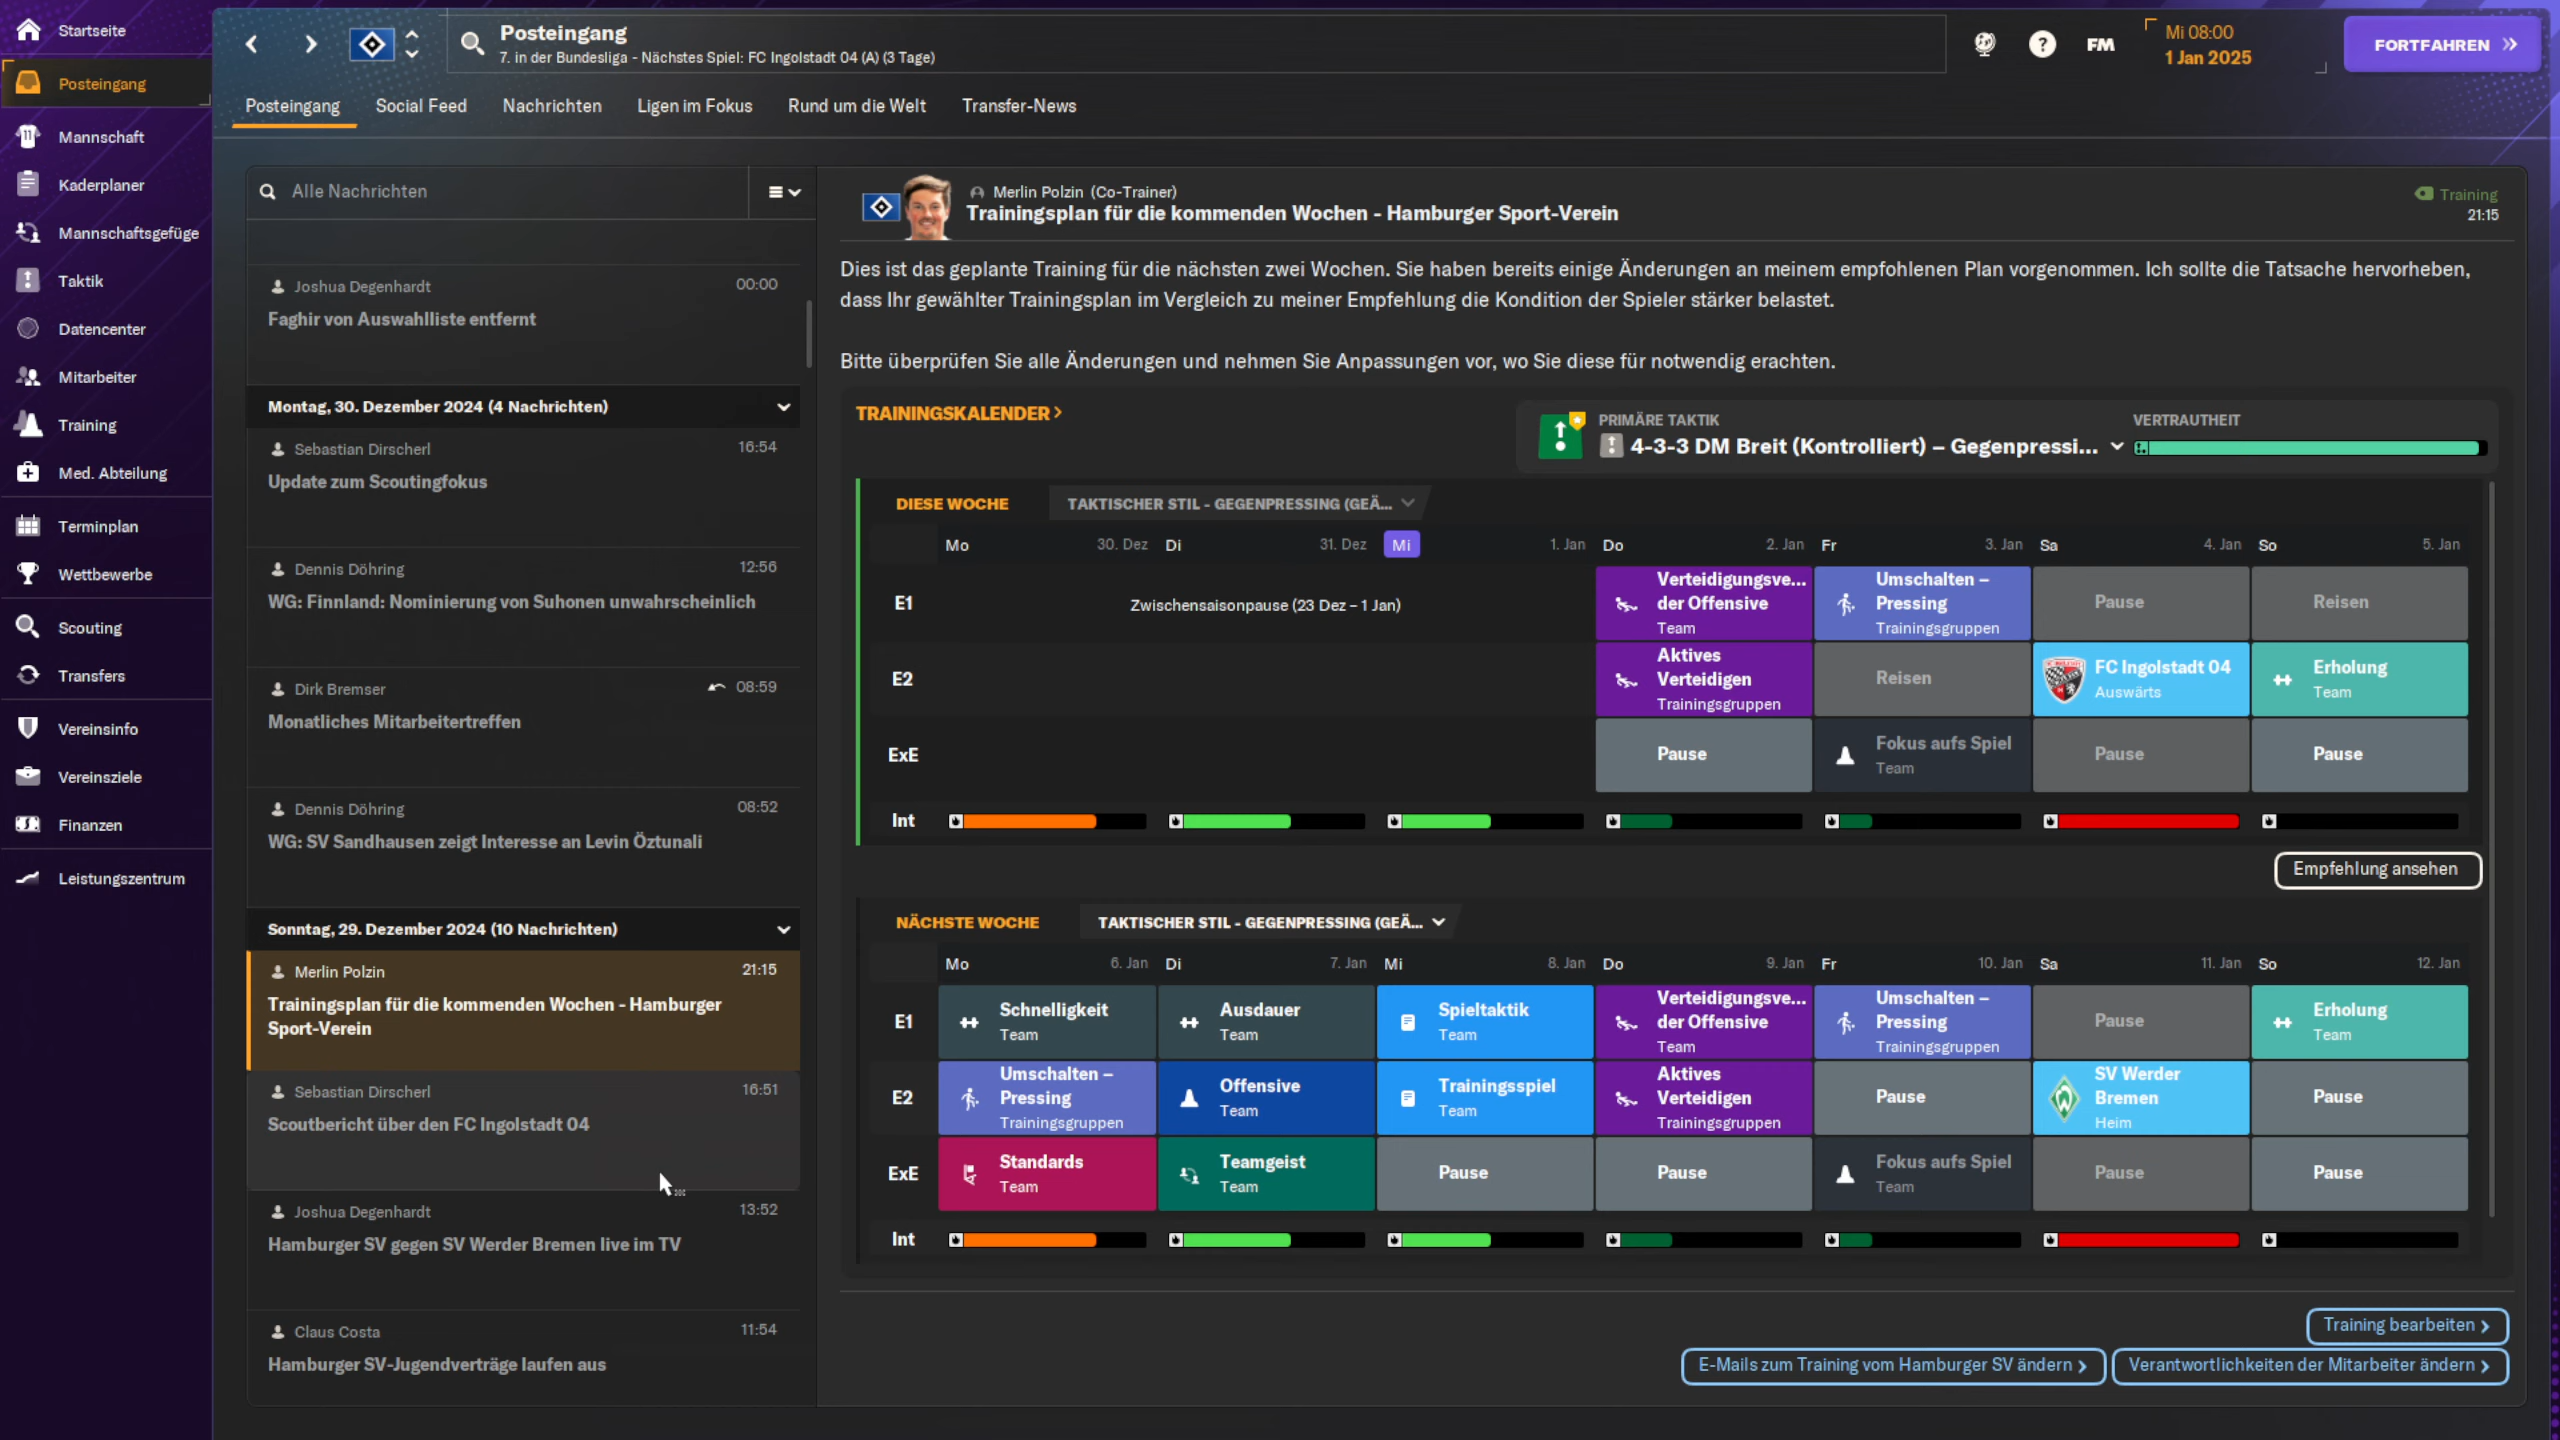 Startseite
Posteingang
Mannschaft
Kaderplaner
Mannschaftsgefüge
Taktik
Datencenter
Mitarbeiter
Training
Med. Abteilung
Terminplan
Wettbewerbe
Scouting
Transfers
Vereinsinfo
Vereinsziele
Finanzen
Leistungszentrum
Posteingang
7. in der Bundesliga - Nächstes Spiel: FC Ingolstadt 04 (A) (3 Tage)
FM
Mi 08:00
1 Jan 2025
FORTFAHREN
Posteingang Social Feed Nachrichten Ligen im Fokus Rund um die Welt Transfer-News
Alle Nachrichten
Joshua Degenhardt 00:00
Faghir von Auswahlliste entfernt
Montag, 30. Dezember 2024 (4 Nachrichten)
Sebastian Dirscherl 16:54
Update zum Scoutingfokus
Dennis Döhring 12:56
WG: Finnland: Nominierung von Suhonen unwahrscheinlich
Dirk Bremser 08:59
Monatliches Mitarbeitertreffen
Dennis Döhring 08:52
WG: SV Sandhausen zeigt Interesse an Levin Öztunali
Sonntag, 29. Dezember 2024 (10 Nachrichten)
Merlin Polzin 21:15
Trainingsplan für die kommenden Wochen - Hamburger
Sport-Verein
Sebastian Dirscherl 16:51
Scoutbericht über den FC Ingolstadt 04
Joshua Degenhardt 13:52
Hamburger SV gegen SV Werder Bremen live im TV
Claus Costa 11:54
Hamburger SV-Jugendverträge laufen aus
Merlin Polzin (Co-Trainer)
Trainingsplan für die kommenden Wochen - Hamburger Sport-Verein
Training
21:15
Dies ist das geplante Training für die nächsten zwei Wochen. Sie haben bereits einige Änderungen an meinem empfohlenen Plan vorgenommen. Ich sollte die Tatsache hervorheben,
dass Ihr gewählter Trainingsplan im Vergleich zu meiner Empfehlung die Kondition der Spieler stärker belastet.
Bitte überprüfen Sie alle Änderungen und nehmen Sie Anpassungen vor, wo Sie diese für notwendig erachten.
TRAININGSKALENDER >
PRIMÄRE TAKTIK
4-3-3 DM Breit (Kontrolliert) – Gegenpressi...
VERTRAUTHEIT
DIESE WOCHE TAKTISCHER STIL - GEGENPRESSING (GEÄ...
Mo 30. Dez Di 31. Dez Mi 1. Jan Do 2. Jan Fr 3. Jan Sa 4. Jan So 5. Jan
E1
Zwischensaisonpause (23 Dez – 1 Jan)
Verteidigungsve...
der Offensive
Team
Umschalten –
Pressing
Trainingsgruppen
Pause
Reisen
E2
Aktives
Verteidigen
Trainingsgruppen
Reisen
FC Ingolstadt 04
Auswärts
Erholung
Team
ExE
Pause
Fokus aufs Spiel
Team
Pause
Pause
Int
Empfehlung ansehen
NÄCHSTE WOCHE TAKTISCHER STIL - GEGENPRESSING (GEÄ...
Mo 6. Jan Di 7. Jan Mi 8. Jan Do 9. Jan Fr 10. Jan Sa 11. Jan So 12. Jan
E1
Schnelligkeit
Team
Ausdauer
Team
Spieltaktik
Team
Verteidigungsve...
der Offensive
Team
Umschalten –
Pressing
Trainingsgruppen
Pause
Erholung
Team
E2
Umschalten –
Pressing
Trainingsgruppen
Offensive
Team
Trainingsspiel
Team
Aktives
Verteidigen
Trainingsgruppen
Pause
SV Werder
Bremen
Heim
Pause
ExE
Standards
Team
Teamgeist
Team
Pause
Pause
Fokus aufs Spiel
Team
Pause
Pause
Int
Training bearbeiten >
E-Mails zum Training vom Hamburger SV ändern >
Verantwortlichkeiten der Mitarbeiter ändern >